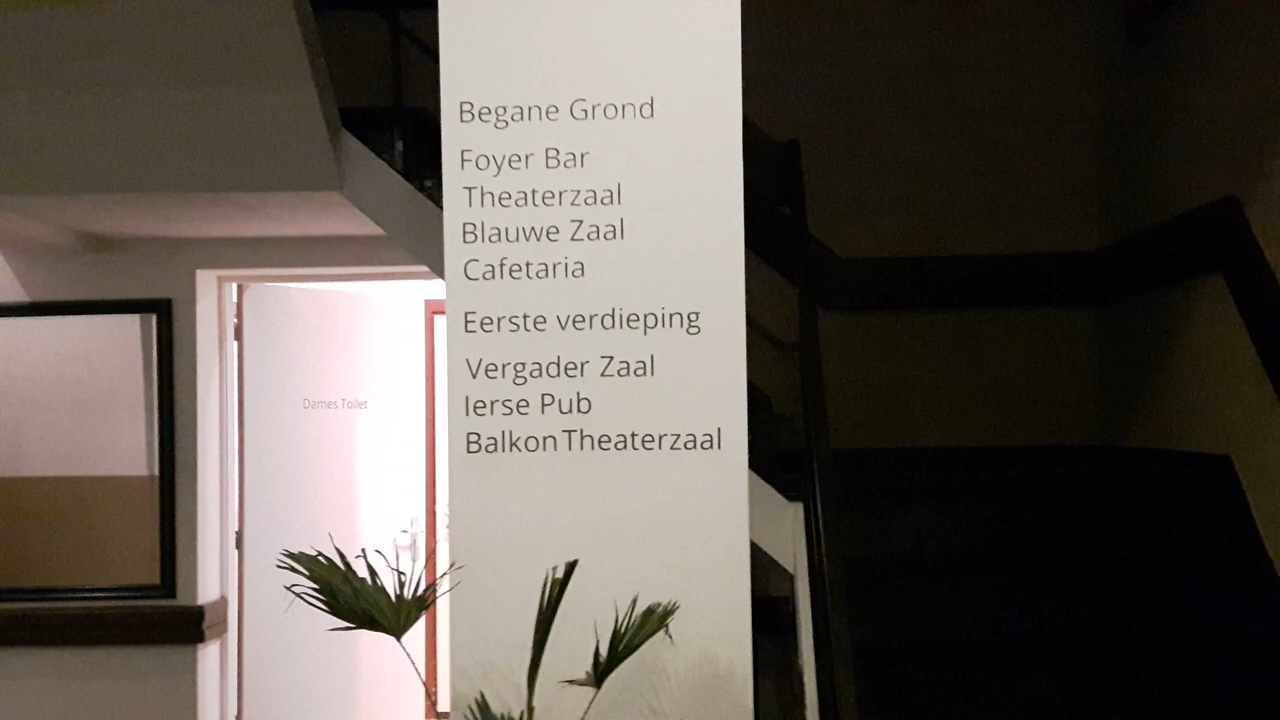 Begane Grond
Foyer Bar
Theaterzaal
Blauwe Zaal
Cafetaria
Eerste verdieping
Vergader Zaal
Ierse Pub
Balkon Theaterzaal
Dames Toilet